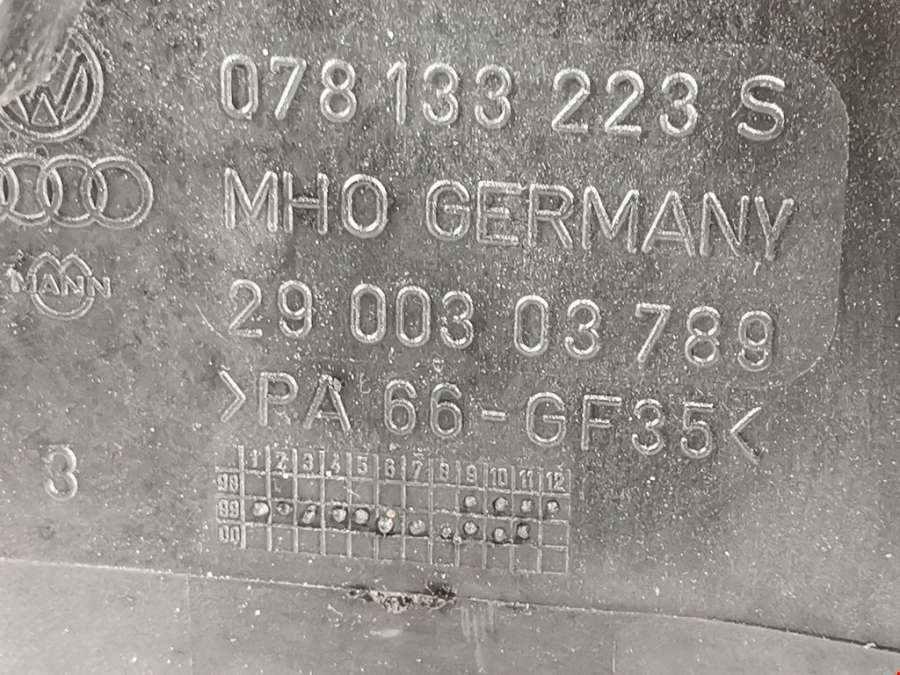 078 133 223 S
MHO GERMANY
MANN
29 003 03 789
>PA 66-GF35<
3
1 2 3 4 5 6 7 8 9 10 11 12
98
99
00